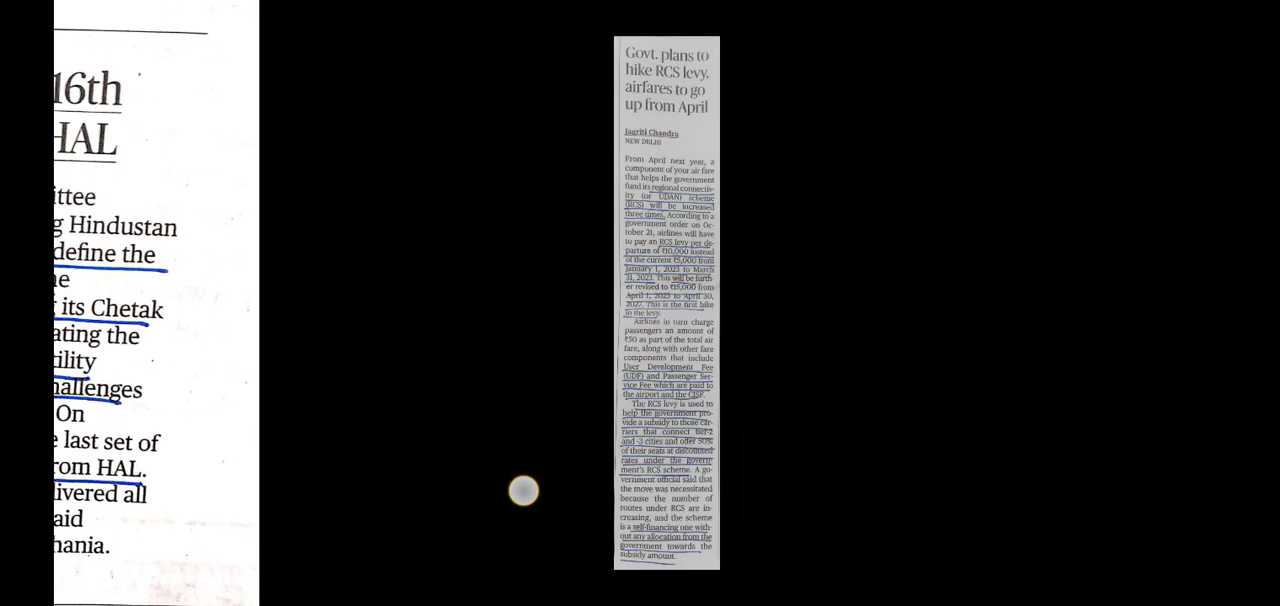 16th
HAL
ittee
g Hindustan
define the
ne
its Chetak
ating the
tility
hallenges
On
e last set of
rom HAL.
livered all
aid
hania.
Govt. plans to
hike RCS levy,
airfares to go
up from April
Jagriti Chandra
NEW DELHI
From April next year, a
component of your air fare
that helps the government
fund its regional connectiv-
ity (or UDAN) scheme
(RCS) will be increased
three times. According to a
government order on Oc-
tober 21, airlines will have
to pay an RCS levy per de-
parture of ₹10,000 instead
of the current ₹5,000 from
January 1, 2023 to March
31, 2023. This will be furth-
er revised to ₹15,000 from
April 1, 2023 to April 30,
2027. This is the first hike
in the levy.
Airlines in turn charge
passengers an amount of
₹50 as part of the total air
fare, along with other fare
components that include
User Development Fee
(UDF) and Passenger Ser-
vice Fee which are paid to
the airport and the CISF.
The RCS levy is used to
help the government pro-
vide a subsidy to those car-
riers that connect tier-2
and -3 cities and offer 50%
of their seats at discounted
rates under the govern-
ment's RCS scheme. A go-
vernment official said that
the move was necessitated
because the number of
routes under RCS are in-
creasing, and the scheme
is a self-financing one with-
out any allocation from the
government towards the
subsidy amount.